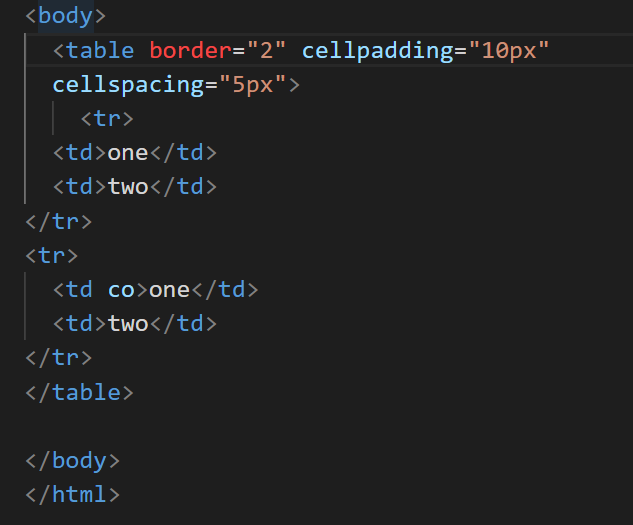 <body>
<table border="2" cellpadding="10px"
cellspacing="5px">
<tr>
<td>one</td>
<td>two</td>
</tr>
<tr>
<td co>one</td>
<td>two</td>
</tr>
</table>
</body>
</html>